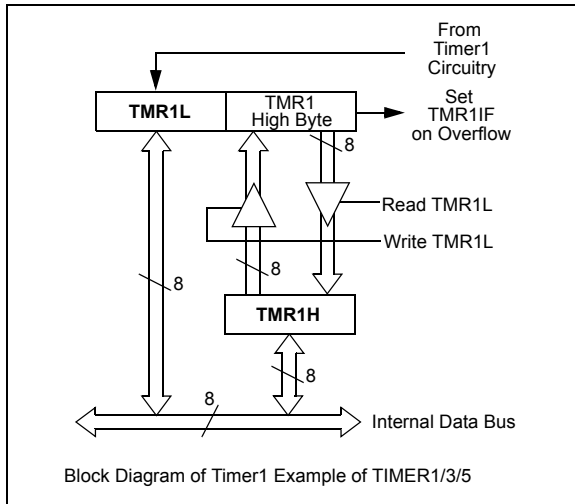 From
Timer1
Circuitry
TMR1L
TMR1
High Byte
Set
TMR1IF
on Overflow
8
Read TMR1L
Write TMR1L
8
8
TMR1H
8
8
Internal Data Bus
Block Diagram of Timer1 Example of TIMER1/3/5